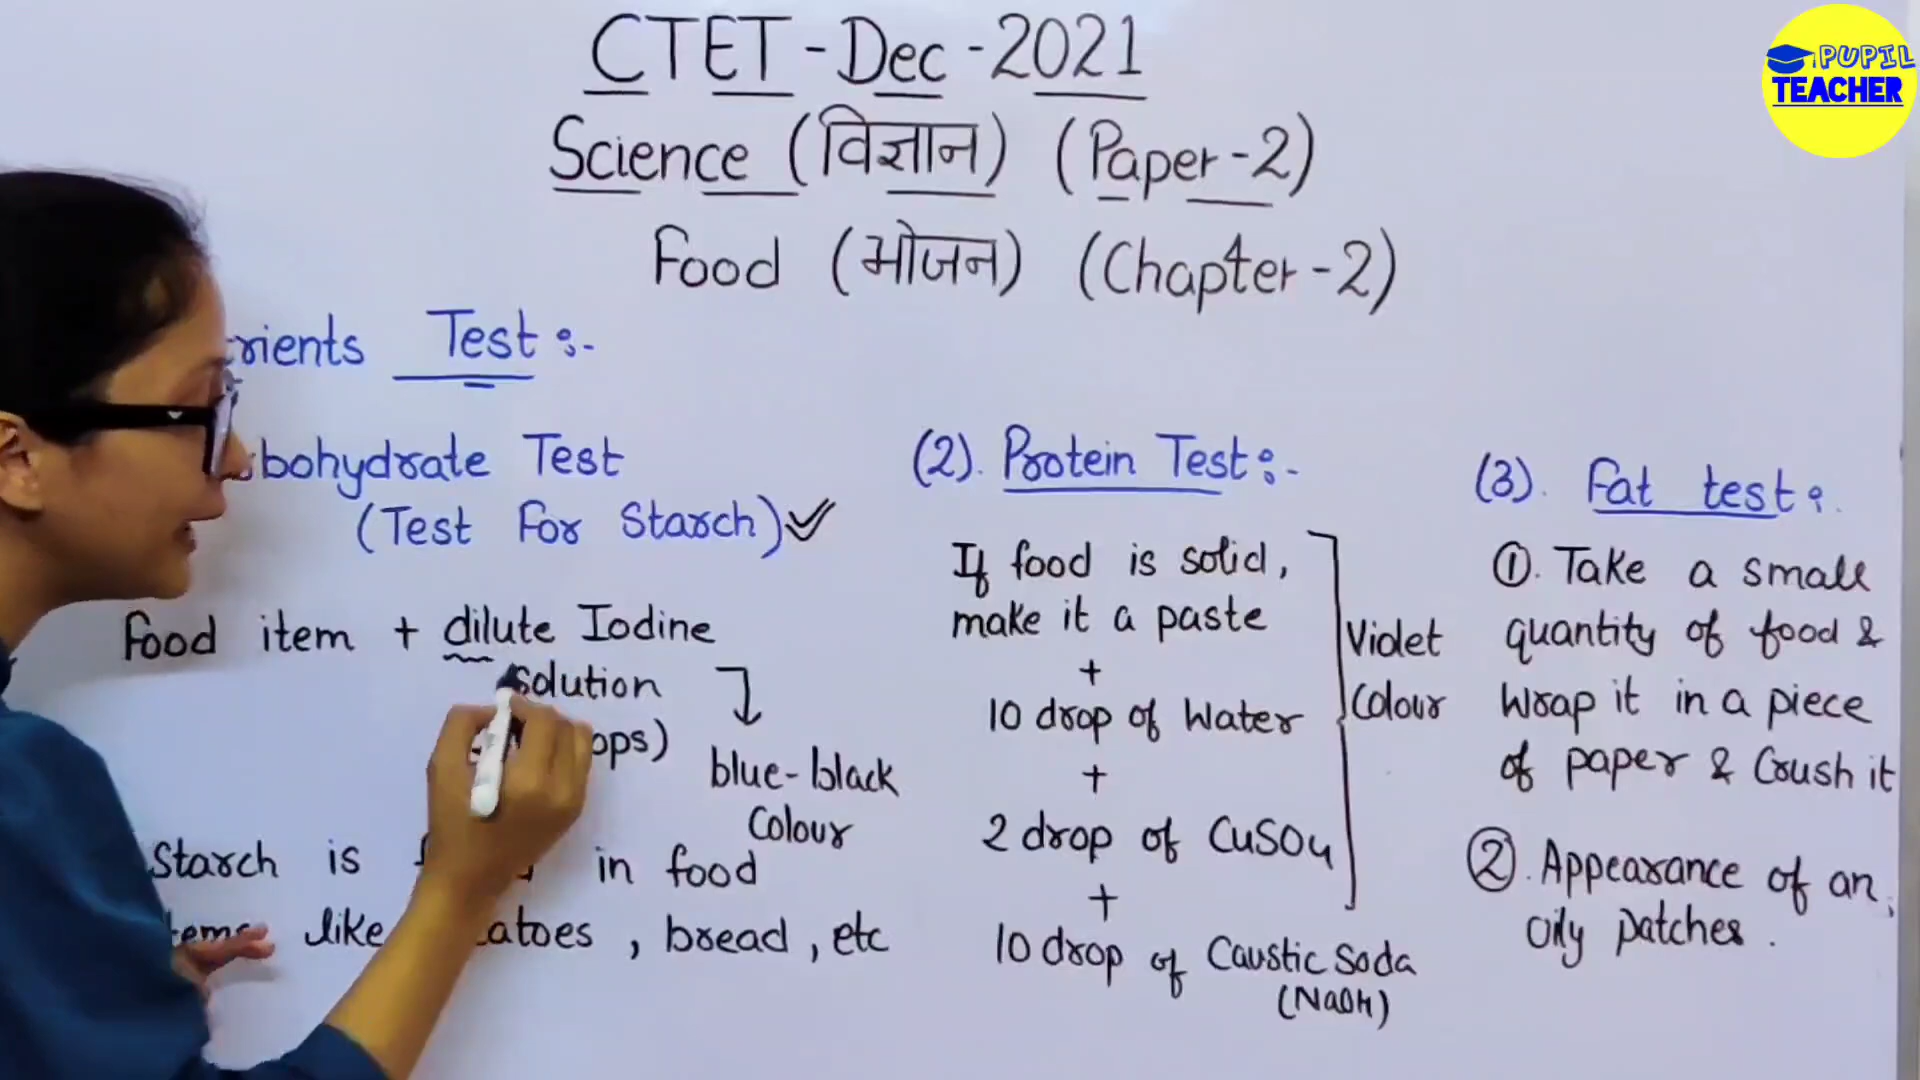 CTET - Dec - 2021
Science (विज्ञान) (Paper-2)
Food (भोजन) (Chapter-2)
PUPIL
TEACHER
rients Test :-
bohydrate Test
(Test For Starch)
Food item + dilute Iodine
solution
ops)
blue-black
Colour
Starch is in food
tems like atoes, bread, etc
(2). Protein Test:-
If food is solid,
make it a paste
+
10 drop of Water
+
2 drop of CuSO4
+
10 drop of Caustic Soda
(NaOH)
Violet
Colour
(3). Fat test:
①. Take a small
quantity of food &
Wrap it in a piece
of paper & Crush it
②. Appearance of an
oily patches.